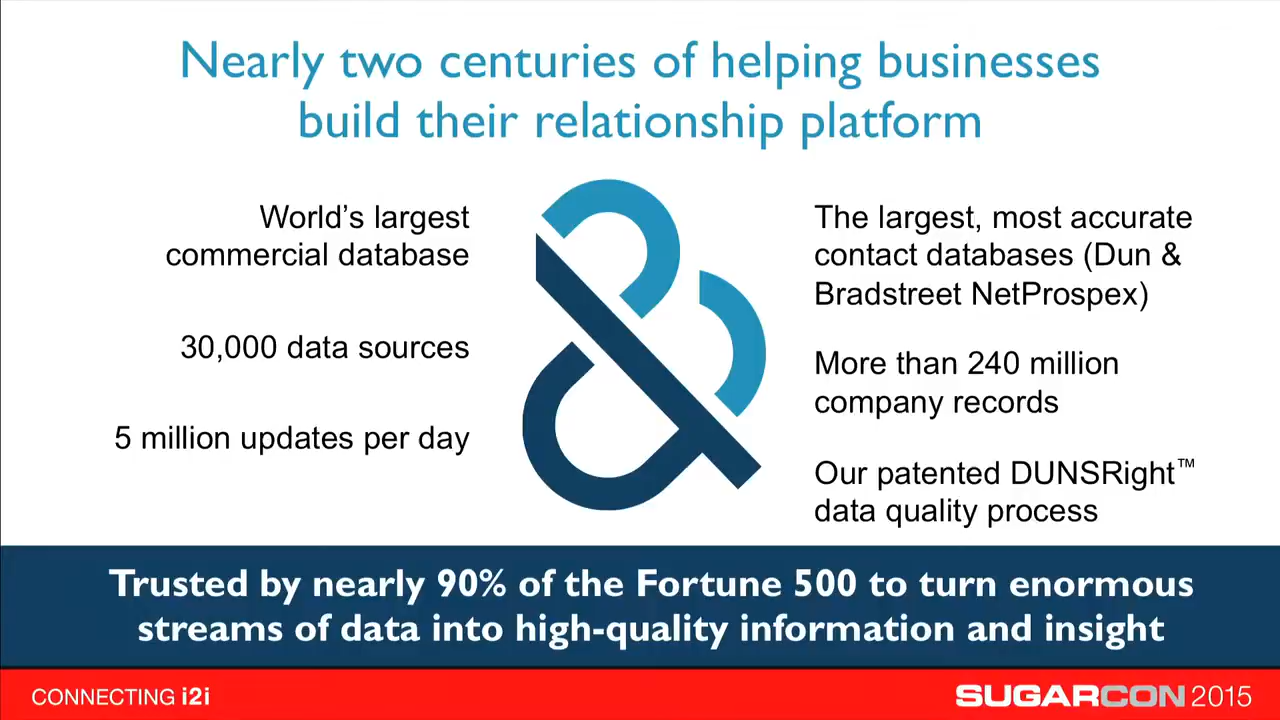 Nearly two centuries of helping businesses
build their relationship platform
World’s largest
commercial database
30,000 data sources
5 million updates per day
&
The largest, most accurate
contact databases (Dun &
Bradstreet NetProspex)
More than 240 million
company records
Our patented DUNSRight™
data quality process
Trusted by nearly 90% of the Fortune 500 to turn enormous
streams of data into high-quality information and insight
CONNECTING i2i
SUGARCON 2015